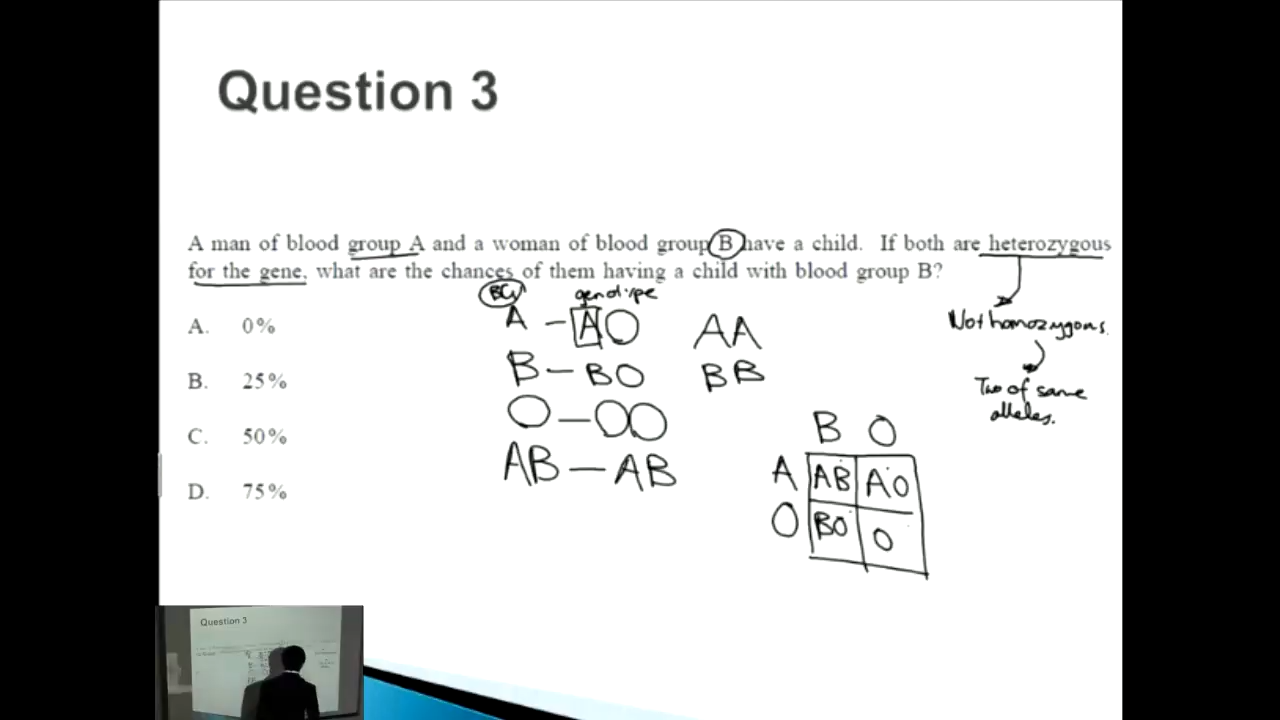 Question 3
A man of blood group A and a woman of blood group B have a child. If both are heterozygous
for the gene, what are the chances of them having a child with blood group B?
BG genotype
A. 0%
B. 25%
C. 50%
D. 75%
A – AO AA
B – BO BB
O – OO
AB – AB
Not homozygous.
Two of same
alleles.
B O
A AB AO
O BO O
Question 3